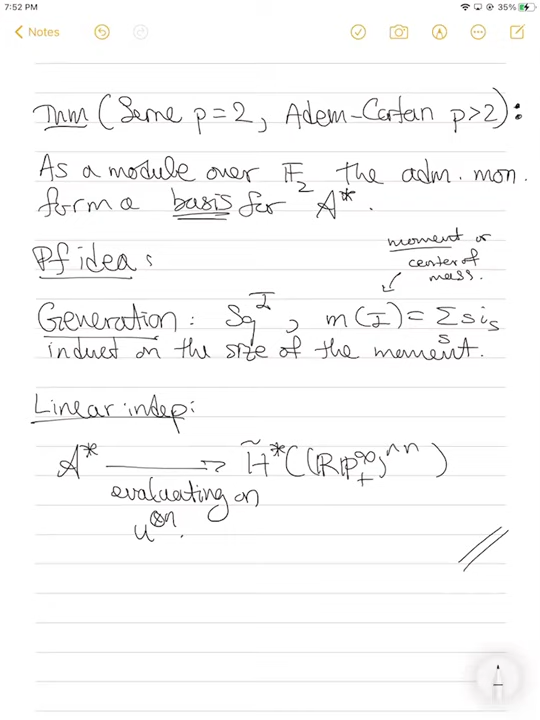 7:52 PM
35%
Notes
Thm (Serre p=2, Adem-Cartan p>2):
As a module over F₂ the adm. mon.
form a basis for A*.
Pf idea:
moment or
center of
mass.
Generation: Sq^I, m(I) = Σ_s s i_s
induct on the size of the moment.
Linear indep:
A* → H̃*((RP^∞_+)^∧n)
evaluating on
u^⊗n.